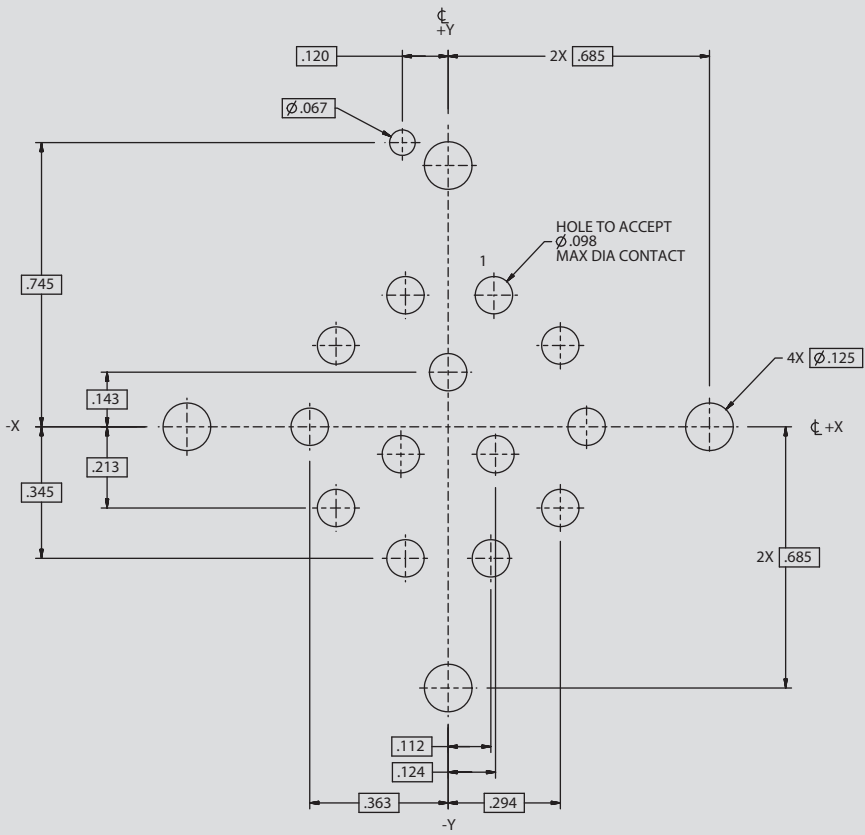 ℄
+Y
.120
2X .685
Ø.067
HOLE TO ACCEPT
Ø.098
MAX DIA CONTACT
1
.745
4X Ø.125
.143
-X
℄ +X
.213
.345
2X .685
.112
.124
.363
.294
-Y